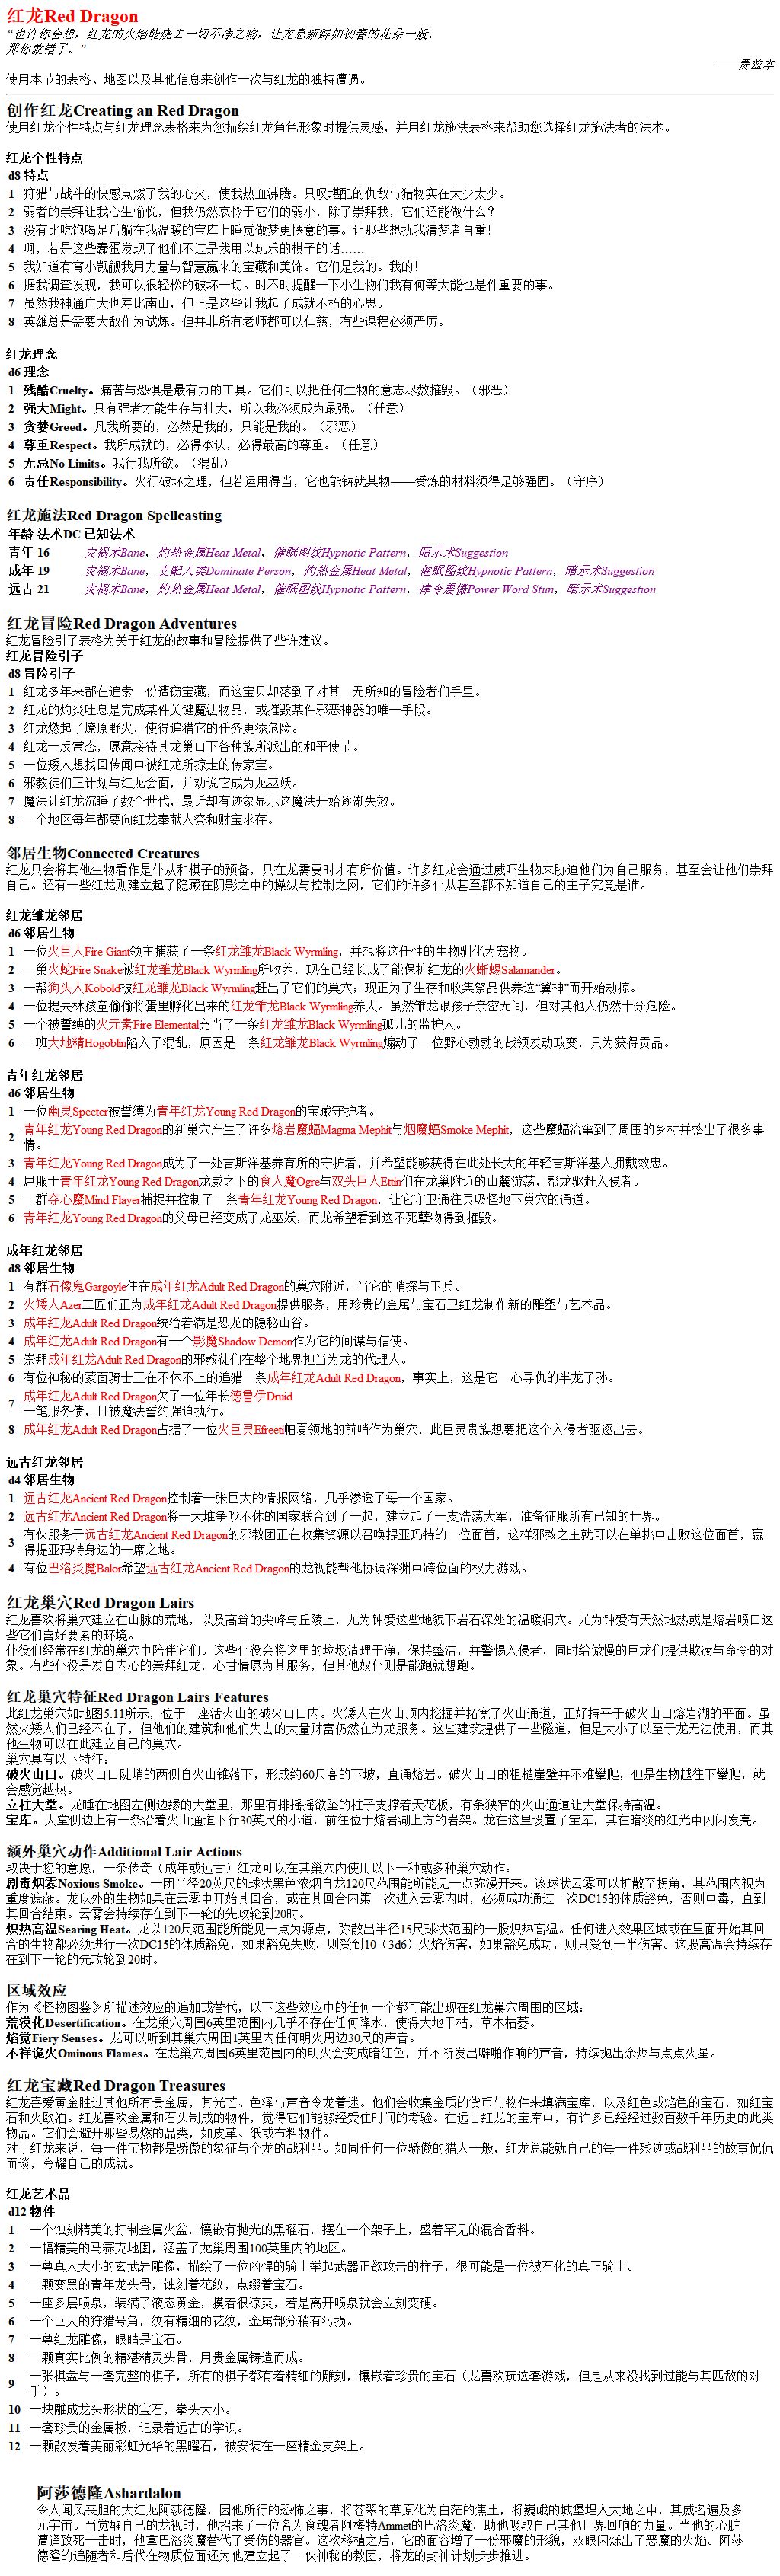 红龙Red Dragon
“也许你会想，红龙的火焰能烧去一切不净之物，让龙息新鲜如初春的花朵一般。
那你就错了。”
——费兹本
使用本节的表格、地图以及其他信息来创作一次与红龙的独特遭遇。
创作红龙Creating an Red Dragon
使用红龙个性特点与红龙理念表格来为您描绘红龙角色形象时提供灵感，并用红龙施法表格来帮助您选择红龙施法者的法术。
红龙个性特点
d8 特点
1 狩猎与战斗的快感点燃了我的心火，使我热血沸腾。只叹堪配的仇敌与猎物实在太少太少。
2 弱者的崇拜让我心生愉悦，但我仍然哀怜于它们的弱小，除了崇拜我，它们还能做什么？
3 没有比吃饱喝足后躺在我温暖的宝库上睡觉做梦更惬意的事。让那些想扰我清梦者自重！
4 啊，若是这些蠢蛋发现了他们不过是我用以玩乐的棋子的话……
5 我知道有宵小觊觎我用力量与智慧赢来的宝藏和美饰。它们是我的。我的！
6 据我调查发现，我可以很轻松的破坏一切。时不时提醒一下小生物们我有何等大能也是件重要的事。
7 虽然我神通广大也寿比南山，但正是这些让我起了成就不朽的心思。
8 英雄总是需要大敌作为试炼。但并非所有老师都可以仁慈，有些课程必须严厉。
红龙理念
d6 理念
1 残酷Cruelty。痛苦与恐惧是最有力的工具。它们可以把任何生物的意志尽数摧毁。（邪恶）
2 强大Might。只有强者才能生存与壮大，所以我必须成为最强。（任意）
3 贪婪Greed。凡我所要的，必然是我的，只能是我的。（邪恶）
4 尊重Respect。我所成就的，必得承认，必得最高的尊重。（任意）
5 无忌No Limits。我行我所欲。（混乱）
6 责任Responsibility。火行破坏之理，但若运用得当，它也能铸就某物——受炼的材料须得足够强固。（守序）
红龙施法Red Dragon Spellcasting
年龄 法术DC 已知法术
青年 16 灾祸术Bane，灼热金属Heat Metal，催眠图纹Hypnotic Pattern，暗示术Suggestion
成年 19 灾祸术Bane，支配人类Dominate Person，灼热金属Heat Metal，催眠图纹Hypnotic Pattern，暗示术Suggestion
远古 21 灾祸术Bane，灼热金属Heat Metal，催眠图纹Hypnotic Pattern，律令震慑Power Word Stun，暗示术Suggestion
红龙冒险Red Dragon Adventures
红龙冒险引子表格为关于红龙的故事和冒险提供了些许建议。
红龙冒险引子
d8 冒险引子
1 红龙多年来都在追索一份遭窃宝藏，而这宝贝却落到了对其一无所知的冒险者们手里。
2 红龙的灼炎吐息是完成某件关键魔法物品，或摧毁某件邪恶神器的唯一手段。
3 红龙燃起了燎原野火，使得追猎它的任务更添危险。
4 红龙一反常态，愿意接待其龙巢山下各种族所派出的和平使节。
5 一位矮人想找回传闻中被红龙所掠走的传家宝。
6 邪教徒们正计划与红龙会面，并劝说它成为龙巫妖。
7 魔法让红龙沉睡了数个世代，最近却有迹象显示这魔法开始逐渐失效。
8 一个地区每年都要向红龙奉献人祭和财宝求存。
邻居生物Connected Creatures
红龙只会将其他生物看作是仆从和棋子的预备，只在龙需要时才有所价值。许多红龙会通过威吓生物来胁迫他们为自己服务，甚至会让他们崇拜
自己。还有一些红龙则建立起了隐藏在阴影之中的操纵与控制之网，它们的许多仆从甚至都不知道自己的主子究竟是谁。
红龙雏龙邻居
d6 邻居生物
1 一位火巨人Fire Giant领主捕获了一条红龙雏龙Black Wyrmling，并想将这任性的生物驯化为宠物。
2 一巢火蛇Fire Snake被红龙雏龙Black Wyrmling所收养，现在已经长成了能保护红龙的火蜥蜴Salamander。
3 一帮狗头人Kobold被红龙雏龙Black Wyrmling赶出了它们的巢穴；现正为了生存和收集祭品供养这“翼神”而开始劫掠。
4 一位提夫林孩童偷偷将蛋里孵化出来的红龙雏龙Black Wyrmling养大。虽然雏龙跟孩子亲密无间，但对其他人仍然十分危险。
5 一个被誓缚的火元素Fire Elemental充当了一条红龙雏龙Black Wyrmling孤儿的监护人。
6 一班大地精Hogoblin陷入了混乱，原因是一条红龙雏龙Black Wyrmling煽动了一位野心勃勃的战领发动政变，只为获得贡品。
青年红龙邻居
d6 邻居生物
1 一位幽灵Specter被誓缚为青年红龙Young Red Dragon的宝藏守护者。
2 青年红龙Young Red Dragon的新巢穴产生了许多熔岩魔蝠Magma Mephit与烟魔蝠Smoke Mephit，这些魔蝠流窜到了周围的乡村并整出了很多事
情。
3 青年红龙Young Red Dragon成为了一处吉斯洋基养育所的守护者，并希望能够获得在此处长大的年轻吉斯洋基人拥戴效忠。
4 屈服于青年红龙Young Red Dragon龙威之下的食人魔Ogre与双头巨人Ettin们在龙巢附近的山麓游荡，帮龙驱赶入侵者。
5 一群夺心魔Mind Flayer捕捉并控制了一条青年红龙Young Red Dragon，让它守卫通往灵吸怪地下巢穴的通道。
6 青年红龙Young Red Dragon的父母已经变成了龙巫妖，而龙希望看到这不死孽物得到摧毁。
成年红龙邻居
d8 邻居生物
1 有群石像鬼Gargoyle住在成年红龙Adult Red Dragon的巢穴附近，当它的哨探与卫兵。
2 火矮人Azer工匠们正为成年红龙Adult Red Dragon提供服务，用珍贵的金属与宝石卫红龙制作新的雕塑与艺术品。
3 成年红龙Adult Red Dragon统治着满是恐龙的隐秘山谷。
4 成年红龙Adult Red Dragon有一个影魔Shadow Demon作为它的间谍与信使。
5 崇拜成年红龙Adult Red Dragon的邪教徒们在整个地界担当为龙的代理人。
6 有位神秘的蒙面骑士正在不休不止的追猎一条成年红龙Adult Red Dragon，事实上，这是它一心寻仇的半龙子孙。
7 成年红龙Adult Red Dragon欠了一位年长德鲁伊Druid
一笔服务债，且被魔法誓约强迫执行。
8 成年红龙Adult Red Dragon占据了一位火巨灵Efreeti帕夏领地的前哨作为巢穴，此巨灵贵族想要把这个入侵者驱逐出去。
远古红龙邻居
d4 邻居生物
1 远古红龙Ancient Red Dragon控制着一张巨大的情报网络，几乎渗透了每一个国家。
2 远古红龙Ancient Red Dragon将一大堆争吵不休的国家联合到了一起，建立起了一支浩荡大军，准备征服所有已知的世界。
3 有伙服务于远古红龙Ancient Red Dragon的邪教团正在收集资源以召唤提亚玛特的一位面首，这样邪教之主就可以在单挑中击败这位面首，赢
得提亚玛特身边的一席之地。
4 有位巴洛炎魔Balor希望远古红龙Ancient Red Dragon的龙视能帮他协调深渊中跨位面的权力游戏。
红龙巢穴Red Dragon Lairs
红龙喜欢将巢穴建立在山脉的荒地，以及高耸的尖峰与丘陵上，尤为钟爱这些地貌下岩石深处的温暖洞穴。尤为钟爱有天然地热或是熔岩喷口这
些它们喜好要素的环境。
仆役们经常在红龙的巢穴中陪伴它们。这些仆役会将这里的垃圾清理干净，保持整洁，并警惕入侵者，同时给傲慢的巨龙们提供欺凌与命令的对
象。有些仆役是发自内心的崇拜红龙，心甘情愿为其服务，但其他奴仆则是能跑就想跑。
红龙巢穴特征Red Dragon Lairs Features
此红龙巢穴如地图5.11所示，位于一座活火山的破火山口内。火矮人在火山顶内挖掘并拓宽了火山通道，正好持平于破火山口熔岩湖的平面。虽
然火矮人们已经不在了，但他们的建筑和他们失去的大量财富仍然在为龙服务。这些建筑提供了一些隧道，但是太小了以至于龙无法使用，而其
他生物可以在此建立自己的巢穴。
巢穴具有以下特征：
破火山口。破火山口陡峭的两侧自火山锥落下，形成约60尺高的下坡，直通熔岩。破火山口的粗糙崖壁并不难攀爬，但是生物越往下攀爬，就
会感觉越热。
立柱大堂。龙睡在地图左侧边缘的大堂里，那里有排摇摇欲坠的柱子支撑着天花板，有条狭窄的火山通道让大堂保持高温。
宝库。大堂侧边上有一条沿着火山通道下行30英尺的小道，前往位于熔岩湖上方的岩架。龙在这里设置了宝库，其在暗淡的红光中闪闪发亮。
额外巢穴动作Additional Lair Actions
取决于您的意愿，一条传奇（成年或远古）红龙可以在其巢穴内使用以下一种或多种巢穴动作：
剧毒烟雾Noxious Smoke。一团半径20英尺的球状黑色浓烟自龙120尺范围能所能见一点弥漫开来。该球状云雾可以扩散至拐角，其范围内视为
重度遮蔽。龙以外的生物如果在云雾中开始其回合，或在其回合内第一次进入云雾内时，必须成功通过一次DC15的体质豁免，否则中毒，直到
其回合结束。云雾会持续存在到下一轮的先攻轮到20时。
炽热高温Searing Heat。龙以120尺范围能所能见一点为源点，弥散出半径15尺球状范围的一股炽热高温。任何进入效果区域或在里面开始其回
合的生物都必须进行一次DC15的体质豁免，如果豁免失败，则受到10（3d6）火焰伤害，如果豁免成功，则只受到一半伤害。这股高温会持续存
在到下一轮的先攻轮到20时。
区域效应
作为《怪物图鉴》所描述效应的追加或替代，以下这些效应中的任何一个都可能出现在红龙巢穴周围的区域：
荒漠化Desertification。在龙巢穴周围6英里范围内几乎不存在任何降水，使得大地干枯，草木枯萎。
焰觉Fiery Senses。龙可以听到其巢穴周围1英里内任何明火周边30尺的声音。
不祥诡火Ominous Flames。在龙巢穴周围6英里范围内的明火会变成暗红色，并不断发出噼啪作响的声音，持续抛出余烬与点点火星。
红龙宝藏Red Dragon Treasures
红龙喜爱黄金胜过其他所有贵金属，其光芒、色泽与声音令龙着迷。他们会收集金质的货币与物件来填满宝库，以及红色或焰色的宝石，如红宝
石和火欧泊。红龙喜欢金属和石头制成的物件，觉得它们能够经受住时间的考验。在远古红龙的宝库中，有许多已经经过数百数千年历史的此类
物品。它们会避开那些易燃的品类，如皮革、纸或布料物件。
对于红龙来说，每一件宝物都是骄傲的象征与个龙的战利品。如同任何一位骄傲的猎人一般，红龙总能就自己的每一件残迹或战利品的故事侃侃
而谈，夸耀自己的成就。
红龙艺术品
d12 物件
1 一个蚀刻精美的打制金属火盆，镶嵌有抛光的黑曜石，摆在一个架子上，盛着罕见的混合香料。
2 一幅精美的马赛克地图，涵盖了龙巢周围100英里内的地区。
3 一尊真人大小的玄武岩雕像，描绘了一位凶悍的骑士举起武器正欲攻击的样子，很可能是一位被石化的真正骑士。
4 一颗变黑的青年龙头骨，蚀刻着花纹，点缀着宝石。
5 一座多层喷泉，装满了液态黄金，摸着很凉爽，若是离开喷泉就会立刻变硬。
6 一个巨大的狩猎号角，纹有精细的花纹，金属部分稍有污损。
7 一尊红龙雕像，眼睛是宝石。
8 一颗真实比例的精湛精灵头骨，用贵金属铸造而成。
9 一张棋盘与一套完整的棋子，所有的棋子都有着精细的雕刻，镶嵌着珍贵的宝石（龙喜欢玩这套游戏，但是从来没找到过能与其匹敌的对
手）。
10 一块雕成龙头形状的宝石，拳头大小。
11 一套珍贵的金属板，记录着远古的学识。
12 一颗散发着美丽彩虹光华的黑曜石，被安装在一座精金支架上。
阿莎德隆Ashardalon
令人闻风丧胆的大红龙阿莎德隆，因他所行的恐怖之事，将苍翠的草原化为白茫的焦土，将巍峨的城堡埋入大地之中，其威名遍及多
元宇宙。当觉醒自己的龙视时，他招来了一位名为食魂者阿梅特Ammet的巴洛炎魔，助他吸取自己其他世界回响的力量。当他的心脏
遭逢致死一击时，他拿巴洛炎魔替代了受伤的器官。这次移植之后，它的面容增了一份邪魔的形貌，双眼闪烁出了恶魔的火焰。阿莎
德隆的追随者和后代在物质位面还为他建立起了一伙神秘的教团，将龙的封神计划步步推进。